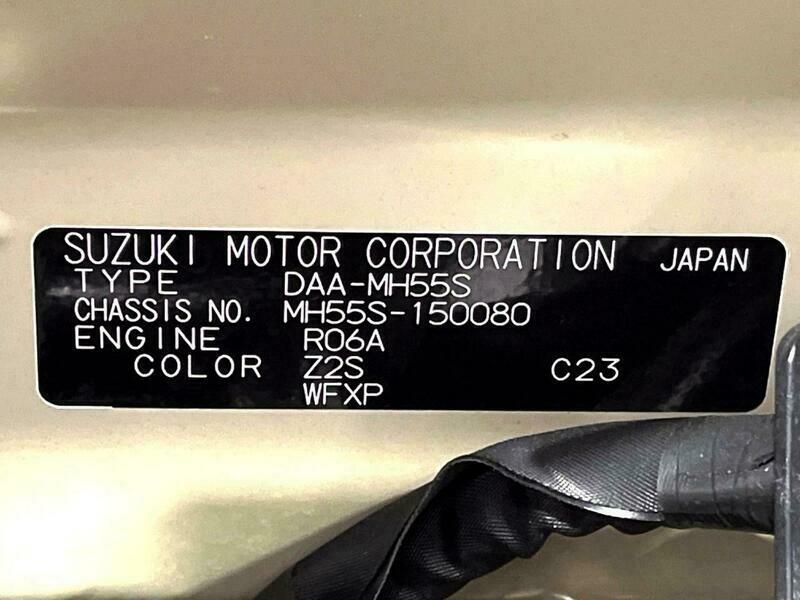 SUZUKI MOTOR CORPORATION JAPAN
TYPE DAA-MH55S
CHASSIS NO. MH55S-150080
ENGINE R06A
COLOR Z2S C23
WFXP